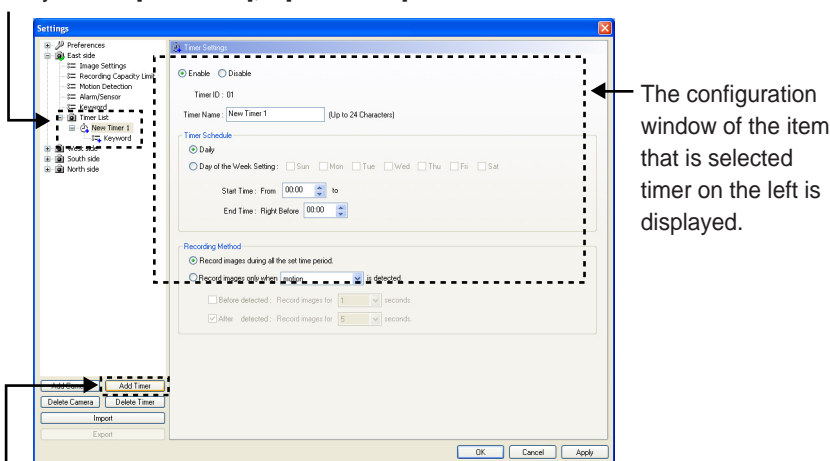 Settings
Preferences
East side
Image Settings
Recording Capacity Limit
Motion Detection
Alarm/Sensor
Keyword
Timer List
New Timer 1
Keyword
West side
South side
North side
Timer Settings
Enable Disable
Timer ID : 01
Timer Name : New Timer 1 (Up to 24 Characters)
Timer Schedule
Daily
Day of the Week Setting : Sun Mon Tue Wed Thu Fri Sat
Start Time : From 00:00 to
End Time : Right Before 00:00
Recording Method
Record images during all the set time period.
Record images only when motion is detected.
Before detected : Record images for 1 seconds.
After detected : Record images for 5 seconds.
Add Camera Add Timer
Delete Camera Delete Timer
Import
Export
OK Cancel Apply
The configuration
window of the item
that is selected
timer on the left is
displayed.